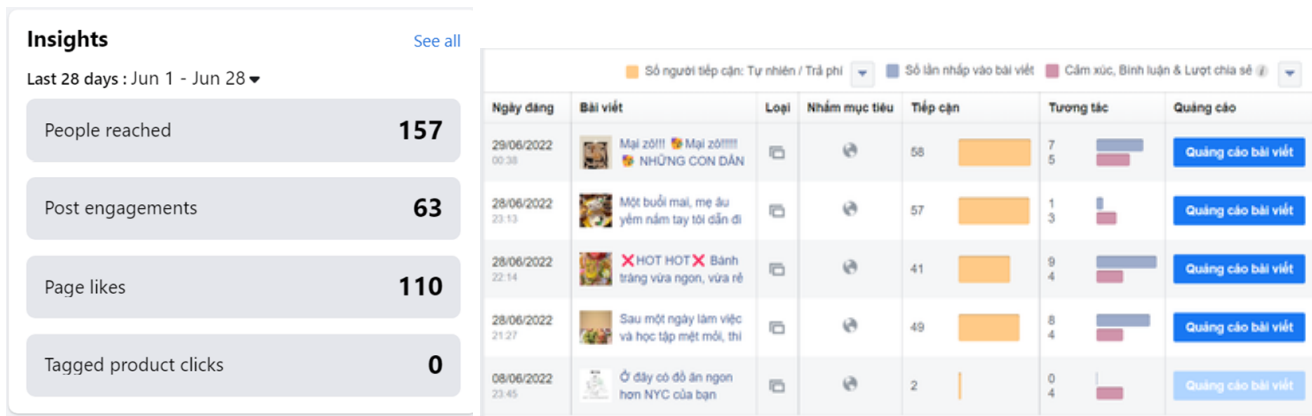 Insights
See all
Last 28 days : Jun 1 - Jun 28
People reached 157
Post engagements 63
Page likes 110
Tagged product clicks 0
Số người tiếp cận: Tự nhiên / Trả phí
Số lần nhấp vào bài viết
Cảm xúc, Bình luận & Lượt chia sẻ
Ngày đăng Bài viết Loại Nhắm mục tiêu Tiếp cận Tương tác Quảng cáo
29/06/2022
00:38
Mại zô!!! Mại zô!!!!!
NHỮNG CON DÂN
58
7
5
Quảng cáo bài viết
28/06/2022
23:13
Một buổi mai, mẹ âu
yếm nắm tay tôi dẫn đi
57
1
3
Quảng cáo bài viết
28/06/2022
22:14
❌HOT HOT❌ Bánh
tráng vừa ngon, vừa rẻ
41
9
4
Quảng cáo bài viết
28/06/2022
21:27
Sau một ngày làm việc
và học tập mệt mỏi, thì
49
8
4
Quảng cáo bài viết
08/06/2022
23:45
Ở đây có đồ ăn ngon
hơn NYC của bạn
2
0
4
Quảng cáo bài viết